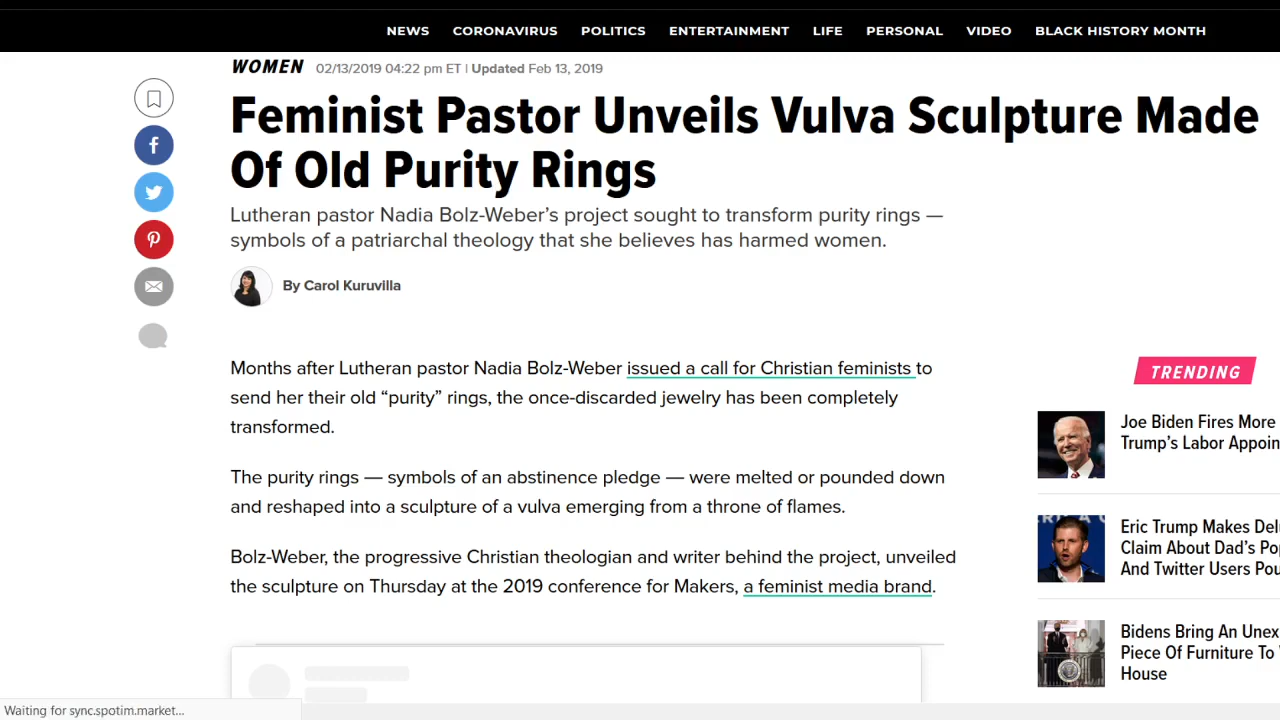 NEWS CORONAVIRUS POLITICS ENTERTAINMENT LIFE PERSONAL VIDEO BLACK HISTORY MONTH
WOMEN 02/13/2019 04:22 pm ET | Updated Feb 13, 2019
Feminist Pastor Unveils Vulva Sculpture Made
Of Old Purity Rings
Lutheran pastor Nadia Bolz-Weber’s project sought to transform purity rings —
symbols of a patriarchal theology that she believes has harmed women.
By Carol Kuruvilla
Months after Lutheran pastor Nadia Bolz-Weber issued a call for Christian feminists to
send her their old “purity” rings, the once-discarded jewelry has been completely
transformed.
The purity rings — symbols of an abstinence pledge — were melted or pounded down
and reshaped into a sculpture of a vulva emerging from a throne of flames.
Bolz-Weber, the progressive Christian theologian and writer behind the project, unveiled
the sculpture on Thursday at the 2019 conference for Makers, a feminist media brand.
TRENDING
Joe Biden Fires More
Trump’s Labor Appoin
Eric Trump Makes Del
Claim About Dad’s Po
And Twitter Users Pou
Bidens Bring An Unex
Piece Of Furniture To
House
Waiting for sync.spotim.market...